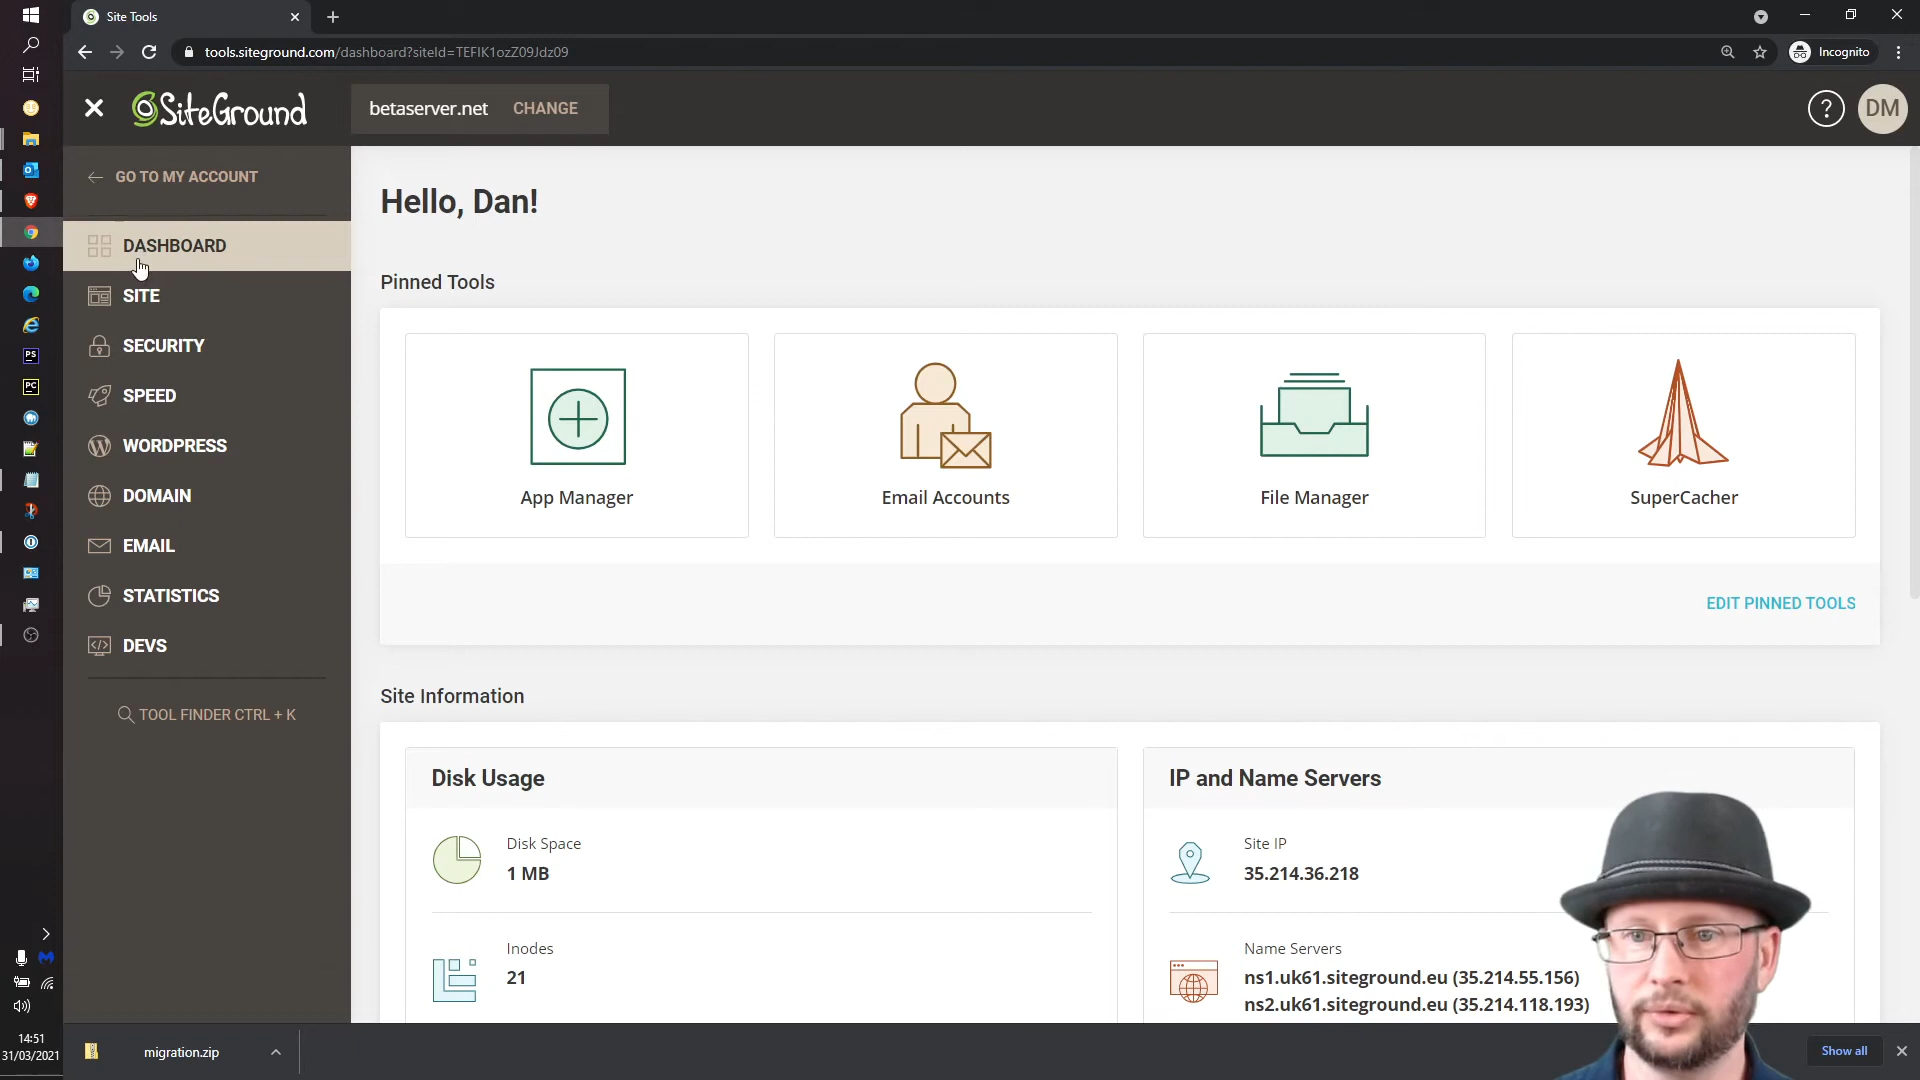 Site Tools
tools.siteground.com/dashboard?siteId=TEFIK1ozZ09Jdz09
Incognito
SiteGround
betaserver.net CHANGE
?
DM
GO TO MY ACCOUNT
DASHBOARD
SITE
SECURITY
SPEED
WORDPRESS
DOMAIN
EMAIL
STATISTICS
DEVS
TOOL FINDER CTRL + K
Hello, Dan!
Pinned Tools
App Manager
Email Accounts
File Manager
SuperCacher
EDIT PINNED TOOLS
Site Information
Disk Usage
Disk Space
1 MB
Inodes
21
IP and Name Servers
Site IP
35.214.36.218
Name Servers
ns1.uk61.siteground.eu (35.214.55.156)
ns2.uk61.siteground.eu (35.214.118.193)
PS
PC
14:51
31/03/2021
migration.zip
Show all